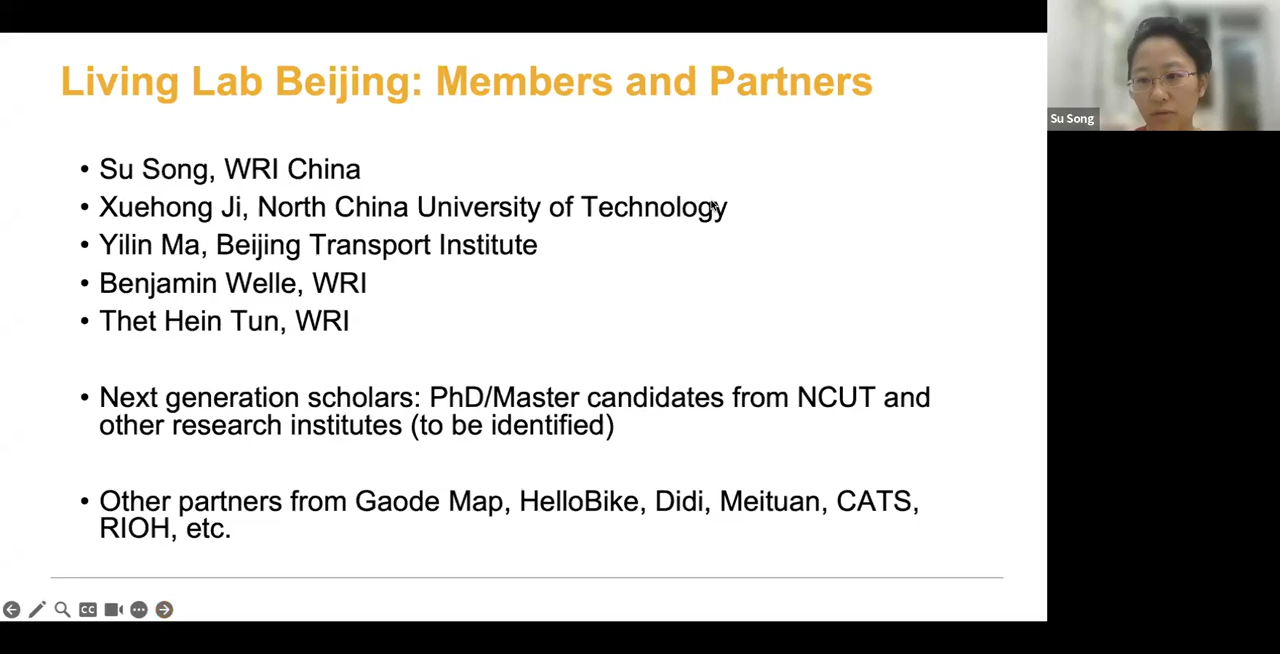 Living Lab Beijing: Members and Partners
Su Song
• Su Song, WRI China
• Xuehong Ji, North China University of Technology
• Yilin Ma, Beijing Transport Institute
• Benjamin Welle, WRI
• Thet Hein Tun, WRI
• Next generation scholars: PhD/Master candidates from NCUT and
other research institutes (to be identified)
• Other partners from Gaode Map, HelloBike, Didi, Meituan, CATS,
RIOH, etc.
CC